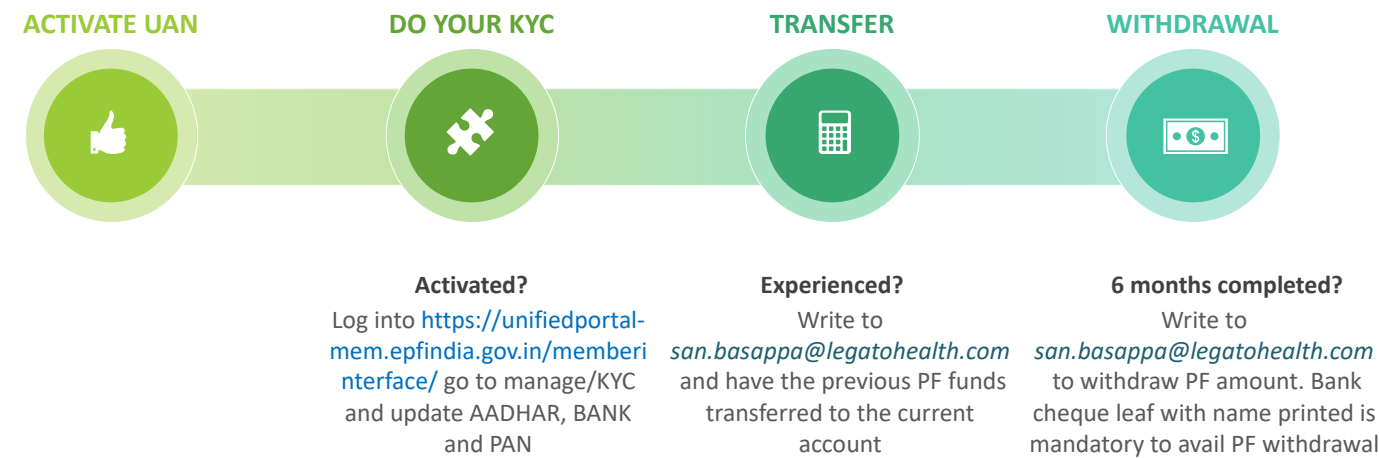 ACTIVATE UAN
DO YOUR KYC
TRANSFER
WITHDRAWAL
$
Activated?
Log into https://unifiedportal-
mem.epfindia.gov.in/memberi
nterface/ go to manage/KYC
and update AADHAR, BANK
and PAN
Experienced?
Write to
san.basappa@legatohealth.com
and have the previous PF funds
transferred to the current
account
6 months completed?
Write to
san.basappa@legatohealth.com
to withdraw PF amount. Bank
cheque leaf with name printed is
mandatory to avail PF withdrawal